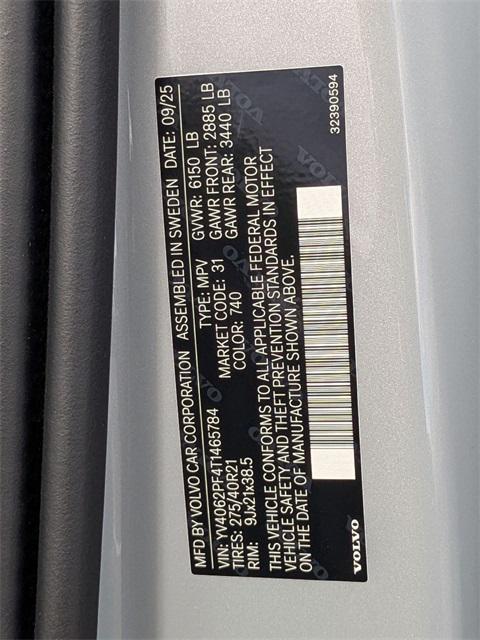 MFD BY VOLVO CAR CORPORATION ASSEMBLED IN SWEDEN DATE: 09/25
VIN: YV4062PF4T1465784 TYPE: MPV GVWR: 6150 LB
TIRES: 275/40R21 MARKET CODE: 31 GAWR FRONT: 2885 LB
RIM: 9Jx21x38.5 COLOR: 740 GAWR REAR: 3440 LB
THIS VEHICLE CONFORMS TO ALL APPLICABLE FEDERAL MOTOR
VEHICLE SAFETY AND THEFT PREVENTION STANDARDS IN EFFECT
ON THE DATE OF MANUFACTURE SHOWN ABOVE.
VOLVO 32390594